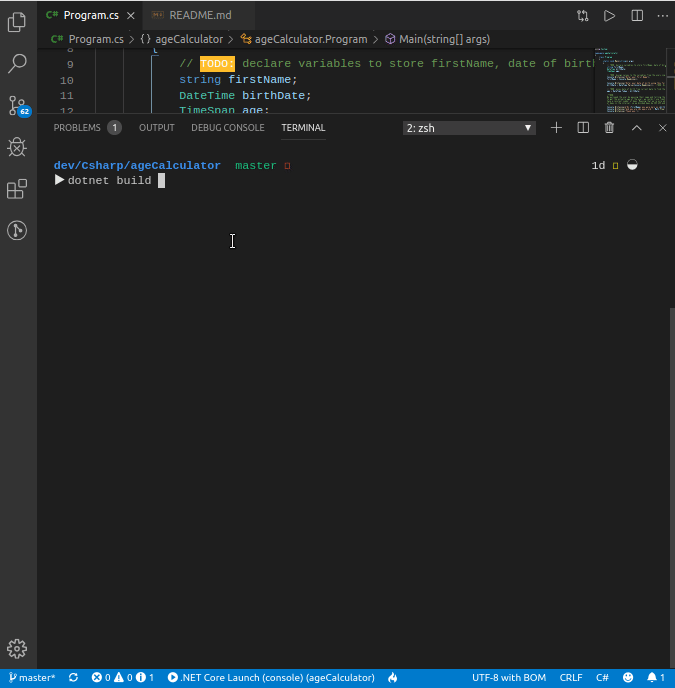 C# Program.cs README.md
C# Program.cs > {} ageCalculator > ageCalculator.Program > Main(string[] args)
9 // TODO: declare variables to store firstName, date of birth
10 string firstName;
11 DateTime birthDate;
12 TimeSpan age;
PROBLEMS 1 OUTPUT DEBUG CONSOLE TERMINAL 2: zsh
62
dev/Csharp/ageCalculator master 1d
dotnet build
master* 0 0 1 .NET Core Launch (console) (ageCalculator) UTF-8 with BOM CRLF C# 1